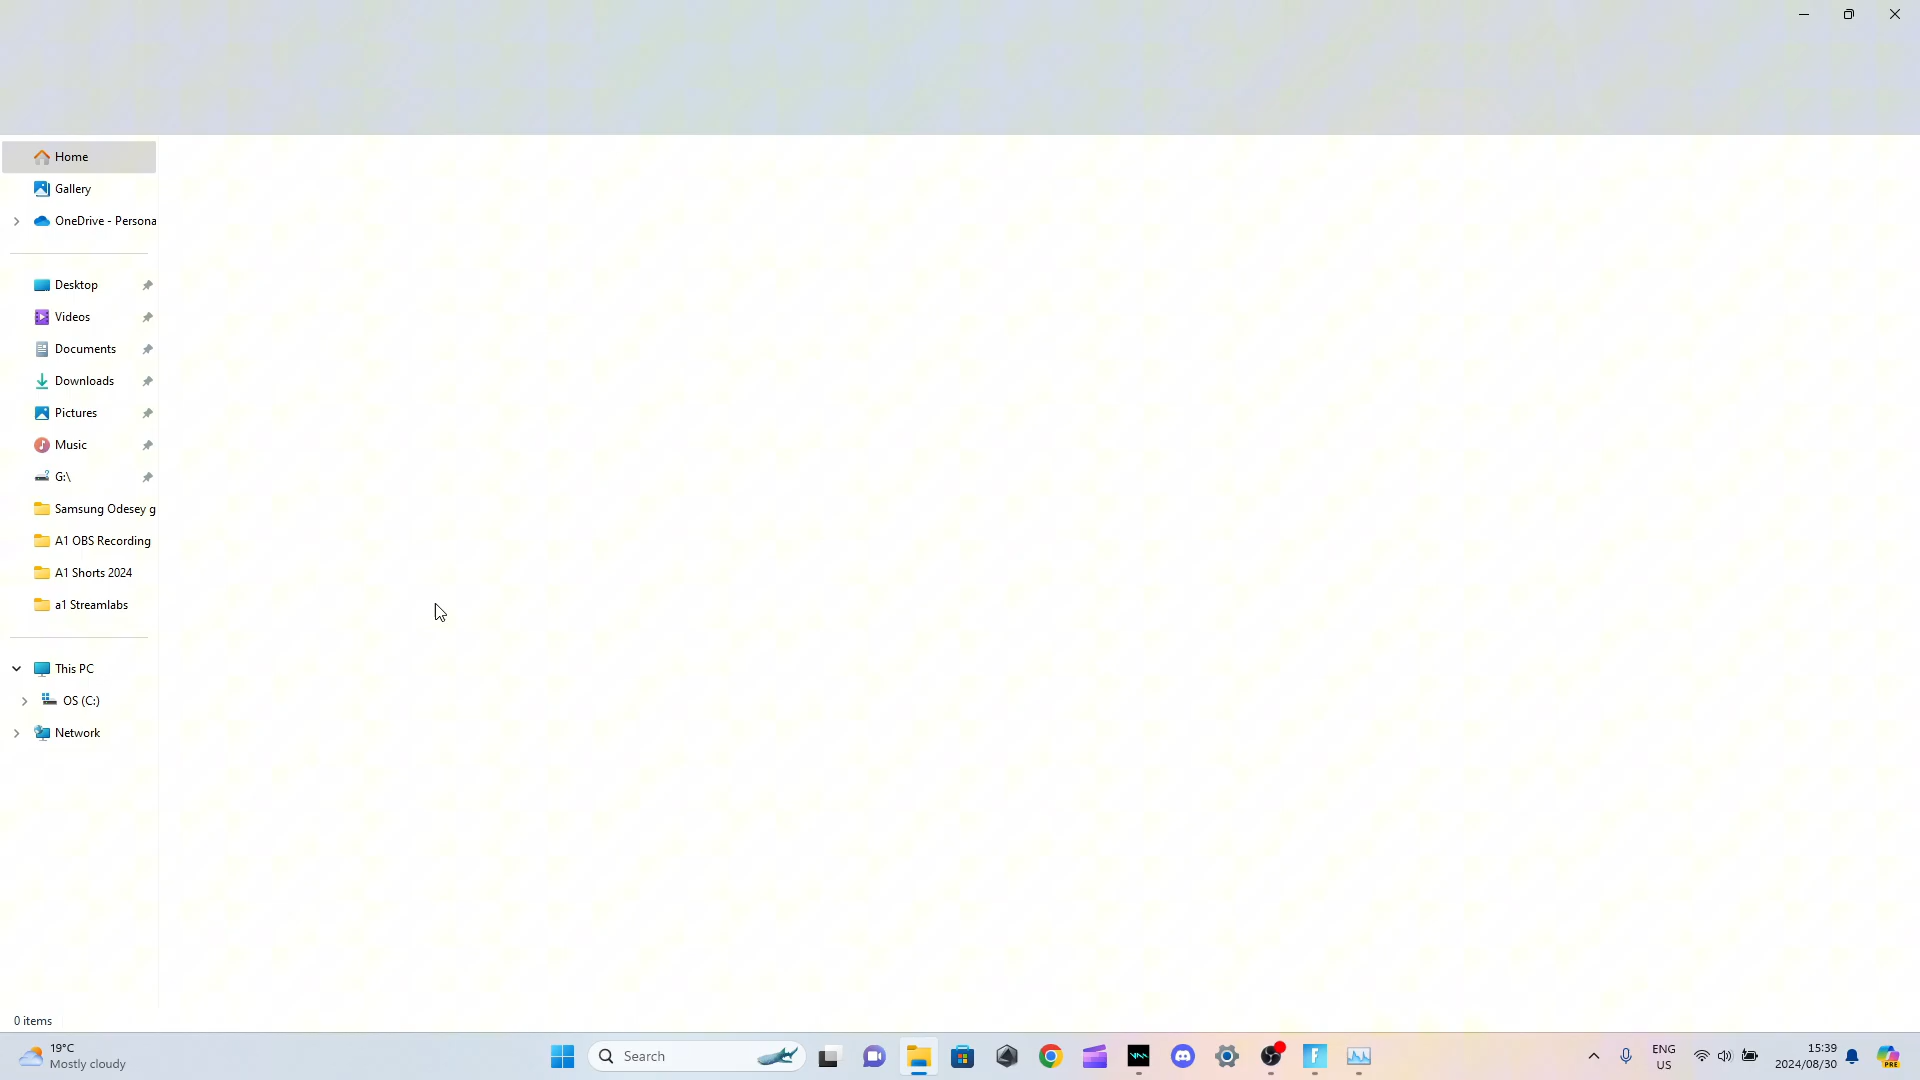 Home
Gallery
OneDrive - Persona
Desktop
Videos
Documents
Downloads
Pictures
Music
G:\
Samsung Odesey g
A1 OBS Recording
A1 Shorts 2024
a1 Streamlabs
This PC
OS (C:)
Network
0 items
19°C
Mostly cloudy
Search
ENG
US
15:39
2024/08/30
PRE